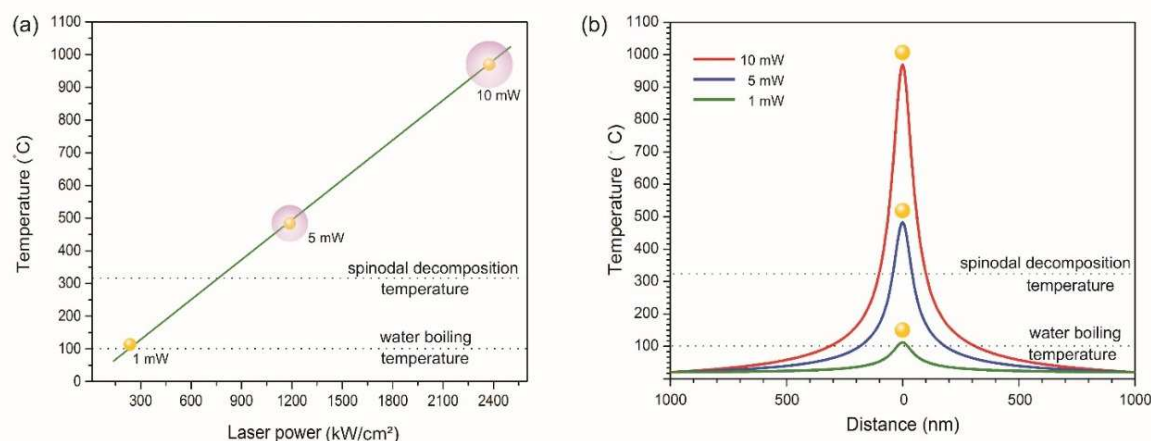 (a)
1100
1000
900
800
700
600
500
400
300
200
100
0
Temperature (°C)
10 mW
5 mW
spinodal decomposition
temperature
water boiling
1 mW
temperature
300 600 900 1200 1500 1800 2100 2400
Laser power (kW/cm²)
(b)
1100
1000
900
800
700
600
500
400
300
200
100
Temperature (°C)
10 mW
5 mW
1 mW
spinodal decomposition
temperature
water boiling
temperature
1000 500 0 500 1000
Distance (nm)